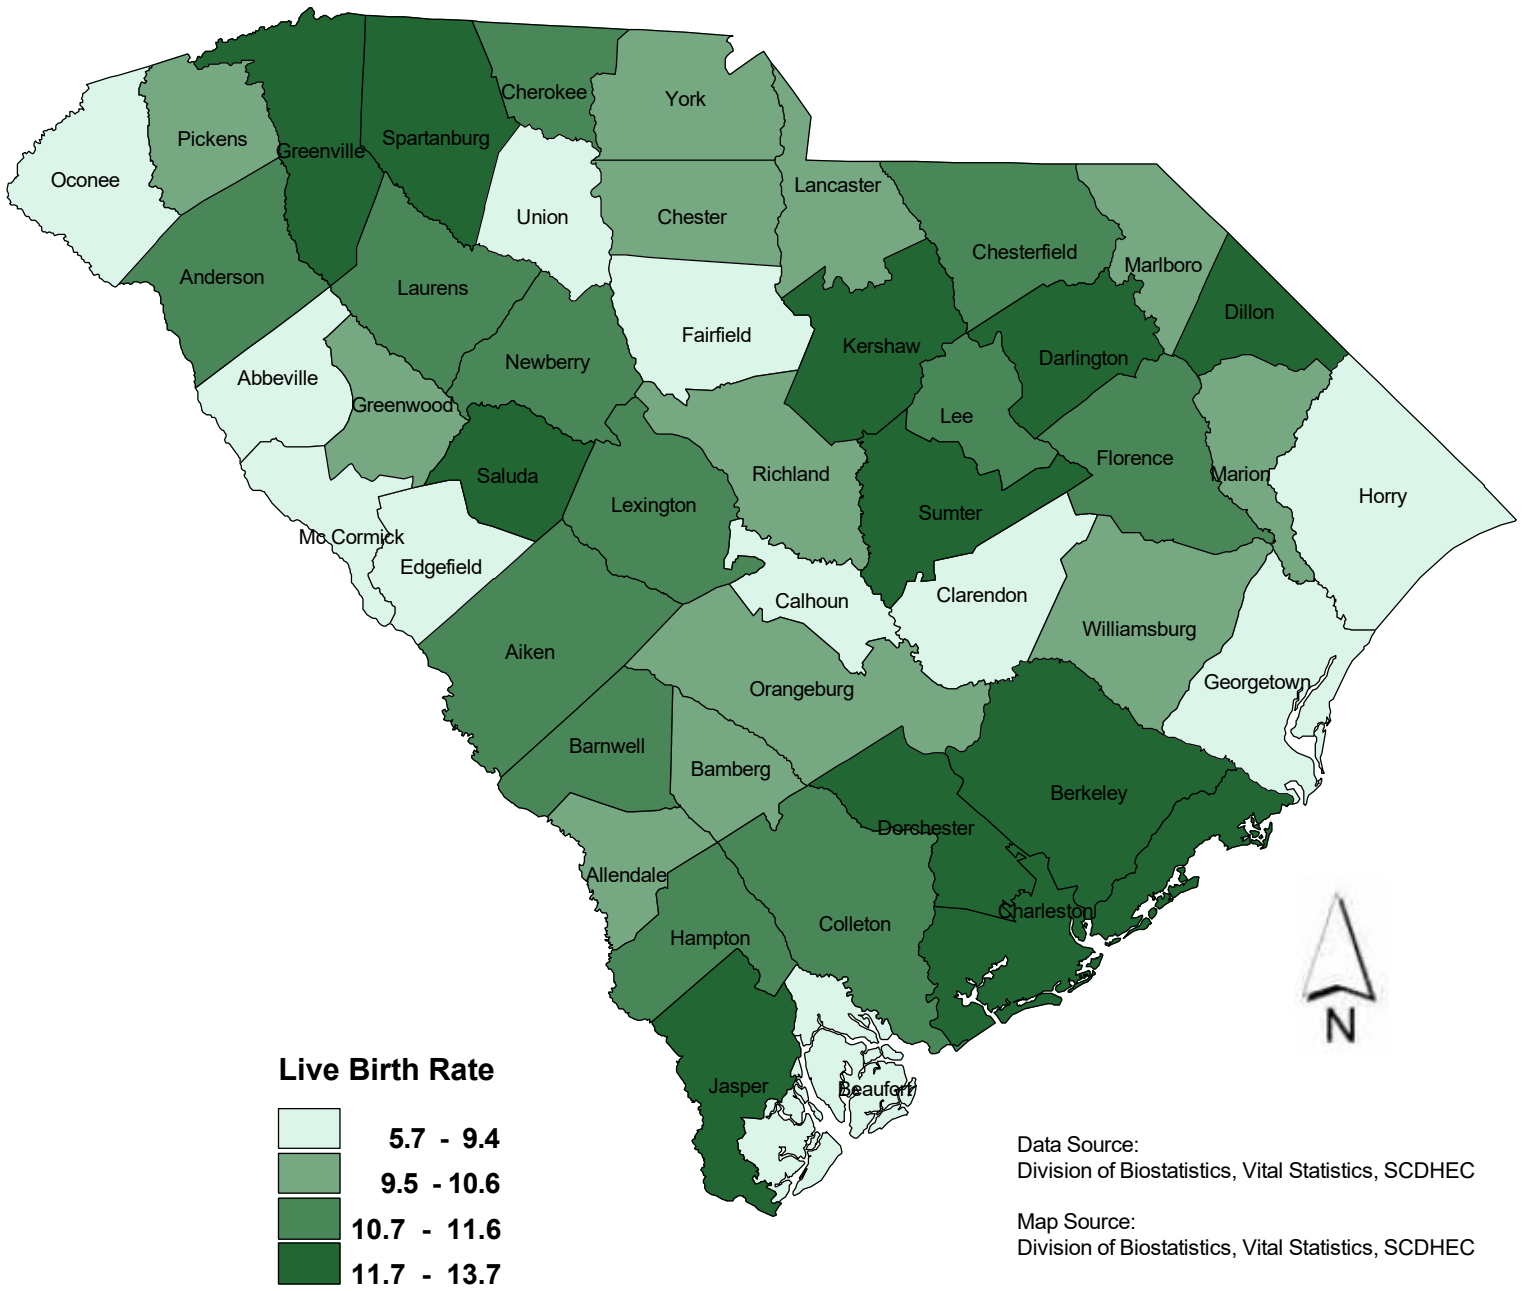 Cherokee
York
Spartanburg
Pickens
Greenville
Oconee
Lancaster
Union
Chester
Chesterfield
Marlboro
Anderson
Laurens
Dillon
Fairfield
Kershaw
Darlington
Newberry
Abbeville
Greenwood
Lee
Florence
Saluda
Richland
Marion
Horry
Lexington
Sumter
Mc Cormick
Edgefield
Calhoun
Clarendon
Williamsburg
Aiken
Georgetown
Orangeburg
Barnwell
Bamberg
Berkeley
Dorchester
Allendale
Charleston
Colleton
Hampton
N
Jasper
Beaufort
Live Birth Rate
5.7 - 9.4
9.5 - 10.6
10.7 - 11.6
11.7 - 13.7
Data Source:
Division of Biostatistics, Vital Statistics, SCDHEC
Map Source:
Division of Biostatistics, Vital Statistics, SCDHEC